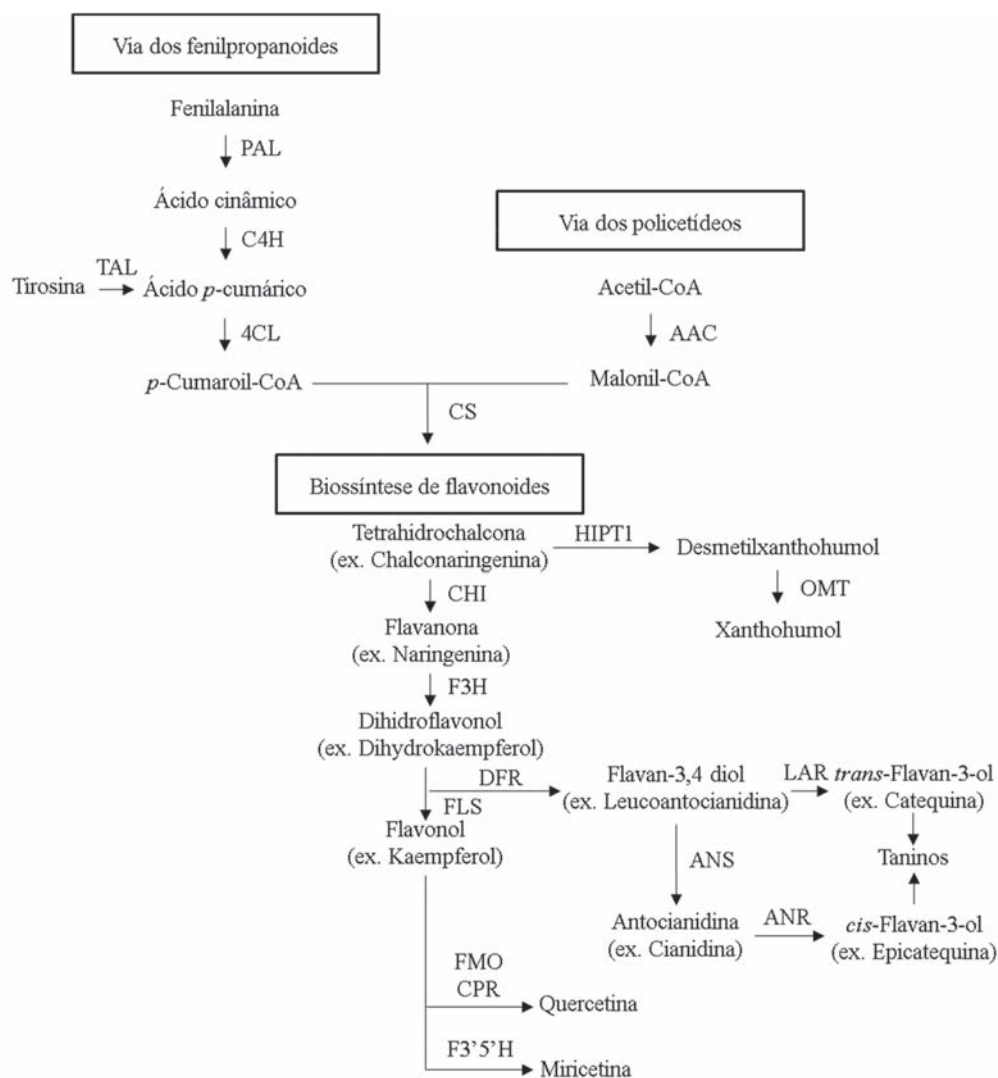 Via dos fenilpropanoides
Fenilalanina
PAL
Ácido cinâmico
C4H
Via dos policetídeos
Tirosina
TAL
Ácido p-cumárico
Acetil-CoA
4CL
AAC
p-Cumaroil-CoA
Malonil-CoA
CS
Biossíntese de flavonoides
Tetrahidrochalcona
(ex. Chalconaringenina)
HIPT1
Desmetilxanthohumol
CHI
OMT
Flavanona
(ex. Naringenina)
Xanthohumol
F3H
Dihidroflavonol
(ex. Dihydrokaempferol)
DFR
Flavan-3,4 diol
(ex. Leucoantocianidina)
LAR
trans-Flavan-3-ol
(ex. Catequina)
FLS
Flavonol
(ex. Kaempferol)
ANS
Taninos
Antocianidina
(ex. Cianidina)
ANR
cis-Flavan-3-ol
(ex. Epicatequina)
FMO
CPR
Quercetina
F3’5’H
Miricetina